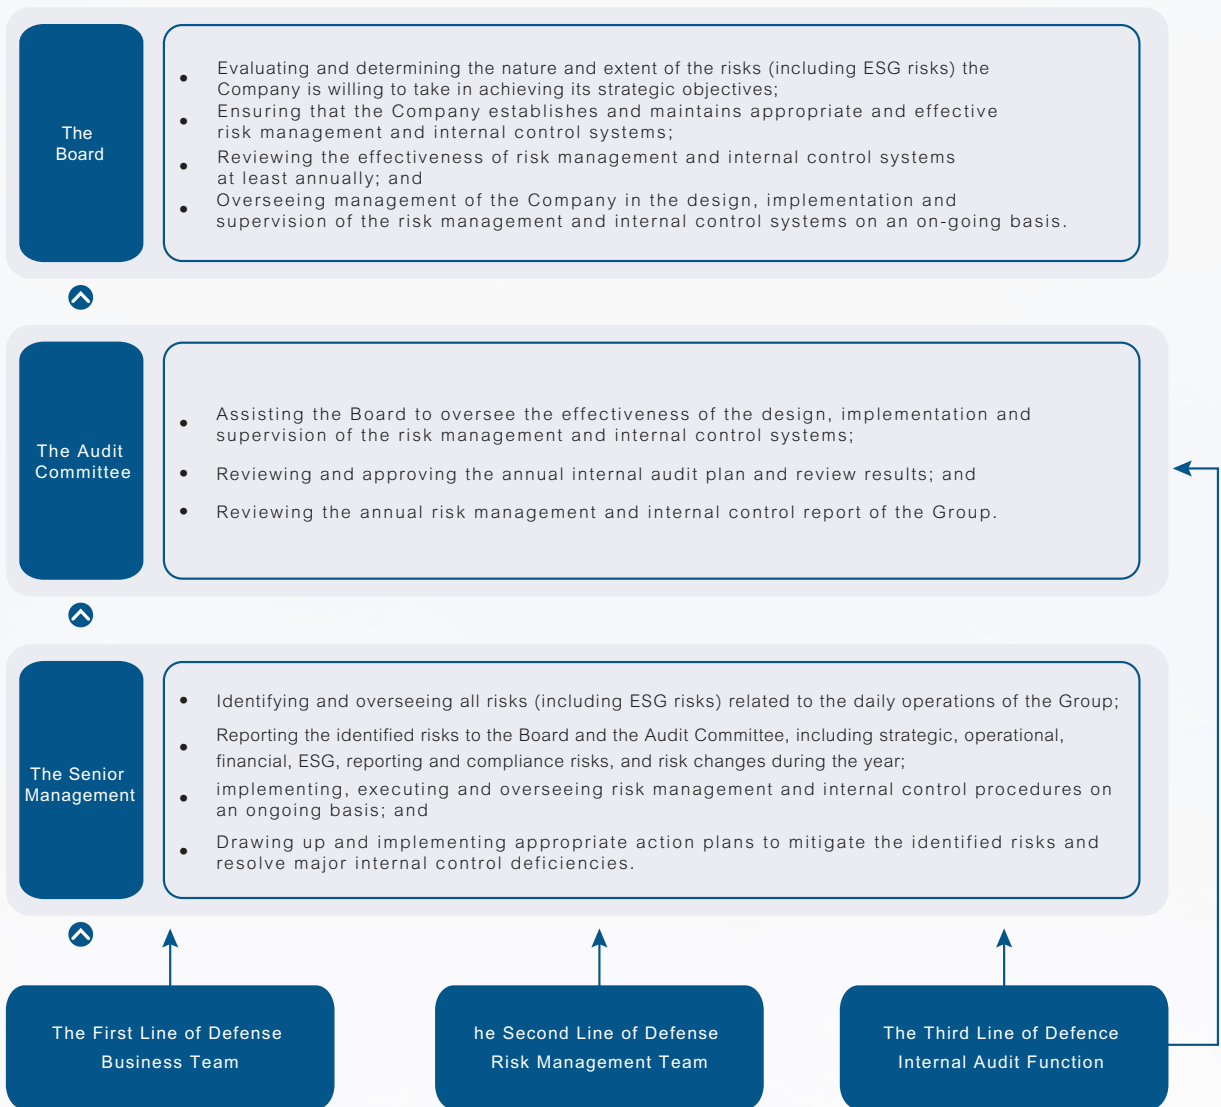 The
Board
• Evaluating and determining the nature and extent of the risks (including ESG risks) the
Company is willing to take in achieving its strategic objectives;
• Ensuring that the Company establishes and maintains appropriate and effective
risk management and internal control systems;
• Reviewing the effectiveness of risk management and internal control systems
at least annually; and
• Overseeing management of the Company in the design, implementation and
supervision of the risk management and internal control systems on an on-going basis.
The Audit
Committee
• Assisting the Board to oversee the effectiveness of the design, implementation and
supervision of the risk management and internal control systems;
• Reviewing and approving the annual internal audit plan and review results; and
• Reviewing the annual risk management and internal control report of the Group.
The Senior
Management
• Identifying and overseeing all risks (including ESG risks) related to the daily operations of the Group;
• Reporting the identified risks to the Board and the Audit Committee, including strategic, operational,
financial, ESG, reporting and compliance risks, and risk changes during the year;
• implementing, executing and overseeing risk management and internal control procedures on
an ongoing basis; and
• Drawing up and implementing appropriate action plans to mitigate the identified risks and
resolve major internal control deficiencies.
The First Line of Defense
Business Team
he Second Line of Defense
Risk Management Team
The Third Line of Defence
Internal Audit Function